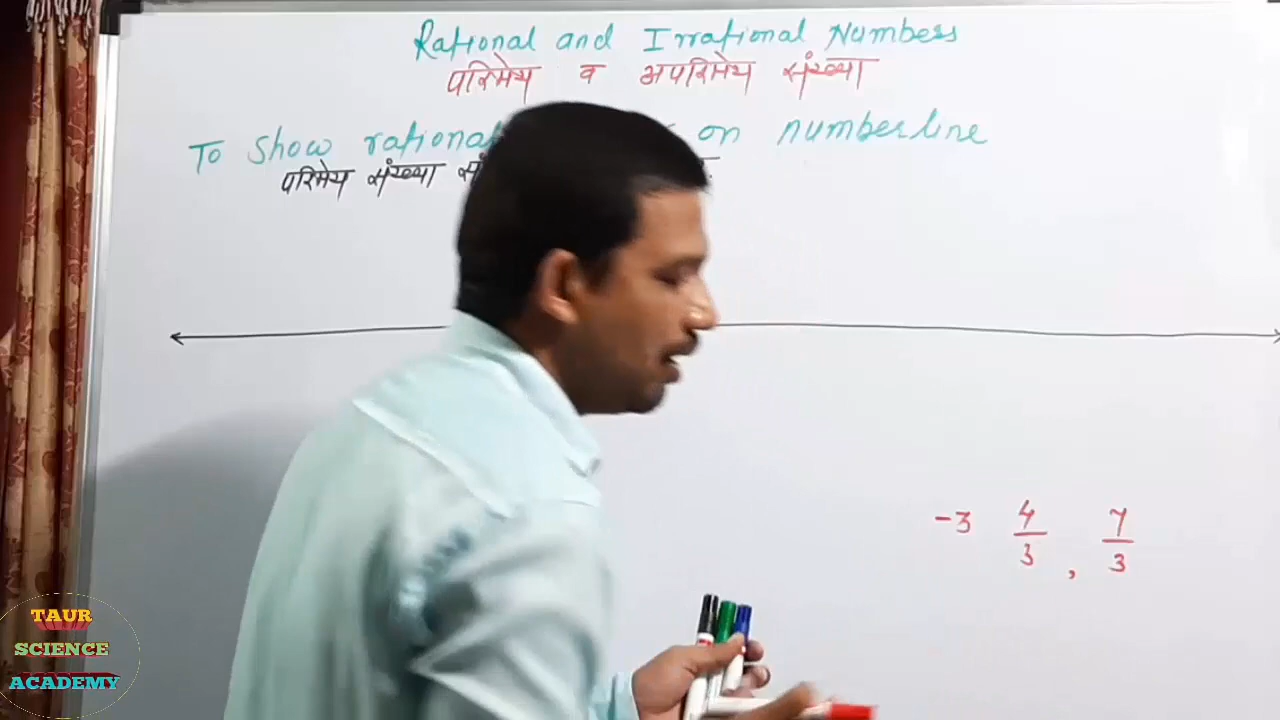 Rational and Irrational Numbers
परिमेय व अपरिमेय संख्या
To show rational on numberline
परिमेय संख्या
-3 4/3 , 7/3
TAUR
SCIENCE
ACADEMY